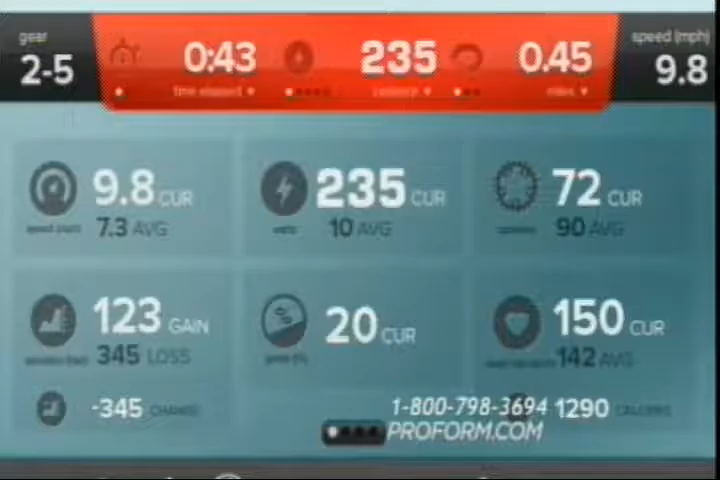 gear
speed (mph)
2-5
0:43
235
0.45
9.8
time elapsed
miles
9.8 CUR
7.3 AVG
235 CUR
watts
10 AVG
72 CUR
90 AVG
123 GAIN
345 LOSS
20 CUR
150 CUR
142 AVG
-345 CHANGE
1290 CALORIES
1-800-798-3694
PROFORM.COM